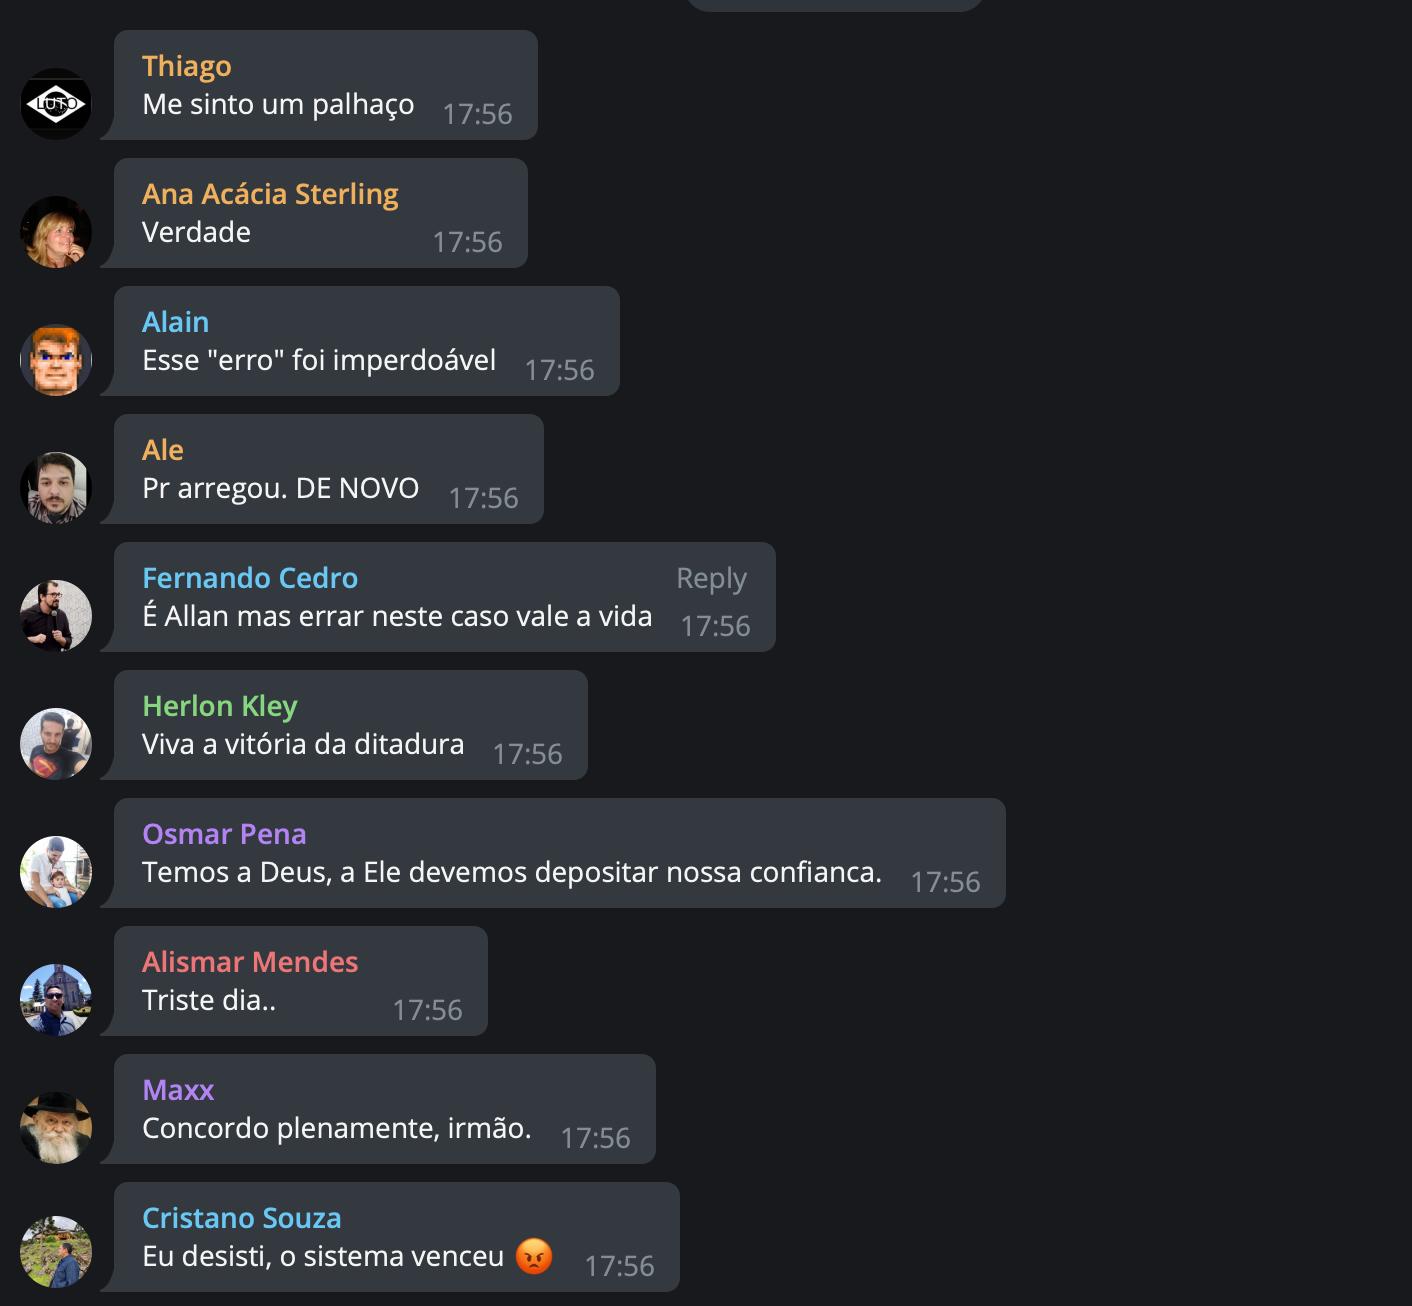 Thiago
Me sinto um palhaço 17:56
LUTO
Ana Acácia Sterling
Verdade 17:56
Alain
Esse "erro" foi imperdoável 17:56
Ale
Pr arregou. DE NOVO 17:56
Fernando Cedro Reply
É Allan mas errar neste caso vale a vida 17:56
Herlon Kley
Viva a vitória da ditadura 17:56
Osmar Pena
Temos a Deus, a Ele devemos depositar nossa confianca. 17:56
Alismar Mendes
Triste dia.. 17:56
Maxx
Concordo plenamente, irmão. 17:56
Cristano Souza
Eu desisti, o sistema venceu 😡 17:56